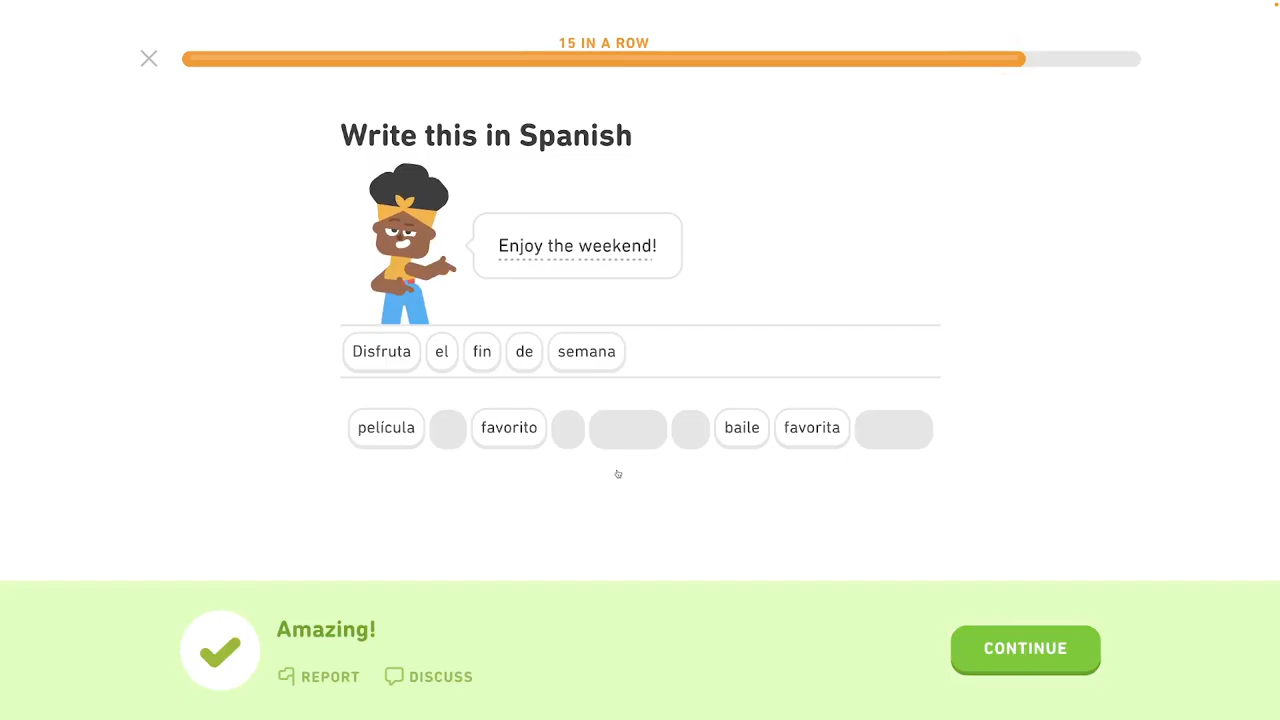 15 IN A ROW
Write this in Spanish
Enjoy the weekend!
Disfruta el fin de semana
película favorito baile favorita
Amazing!
CONTINUE
REPORT DISCUSS